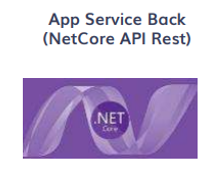 App Service Back
(NetCore API Rest)
.NET
Core